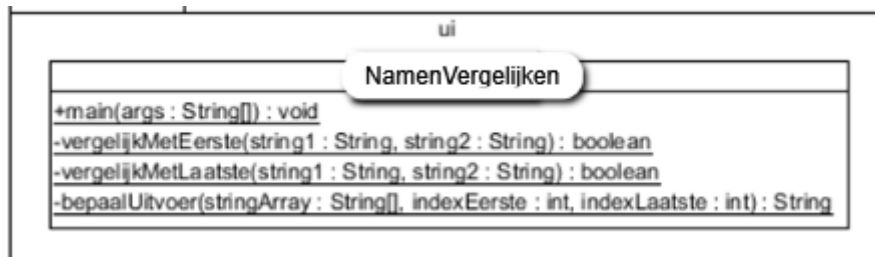 ui
NamenVergelijken
+main(args : String[]) : void
-vergelijkMetEerste(string1 : String, string2 : String) : boolean
-vergelijkMetLaatste(string1 : String, string2 : String) : boolean
-bepaalUitvoer(stringArray : String[], indexEerste : int, indexLaatste : int) : String